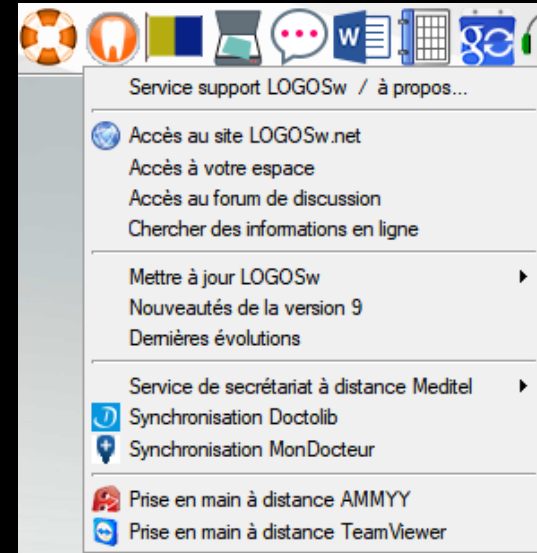 W
g
Service support LOGOSw / à propos...
Accès au site LOGOSw.net
Accès à votre espace
Accès au forum de discussion
Chercher des informations en ligne
Mettre à jour LOGOSw
Nouveautés de la version 9
Dernières évolutions
Service de secrétariat à distance Meditel
Synchronisation Doctolib
Synchronisation MonDocteur
Prise en main à distance AMMYY
Prise en main à distance TeamViewer